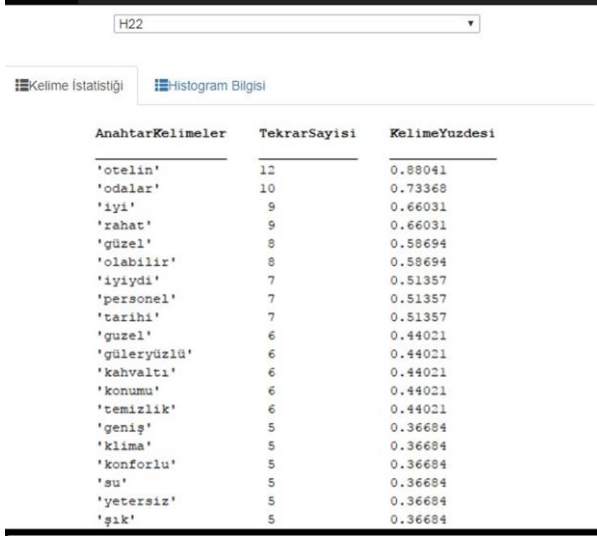 H22
Kelime İstatistiği Histogram Bilgisi
AnahtarKelimeler TekrarSayisi KelimeYuzdesi
'otelin' 12 0.88041
'odalar' 10 0.73368
'iyi' 9 0.66031
'rahat' 9 0.66031
'güzel' 8 0.58694
'olabilir' 8 0.58694
'iyiydi' 7 0.51357
'personel' 7 0.51357
'tarihi' 7 0.51357
'guzel' 6 0.44021
'güleryüzlü' 6 0.44021
'kahvaltı' 6 0.44021
'konumu' 6 0.44021
'temizlik' 6 0.44021
'geniş' 5 0.36684
'klima' 5 0.36684
'konforlu' 5 0.36684
'su' 5 0.36684
'yetersiz' 5 0.36684
'şık' 5 0.36684